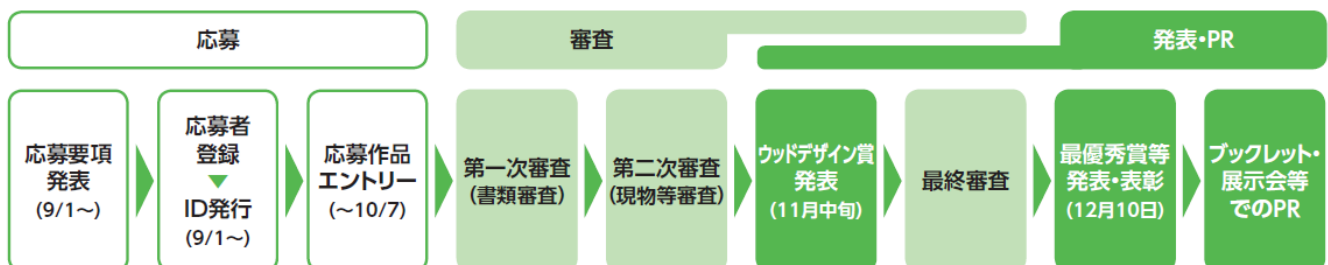 応募
審査
発表・PR
応募要項
発表
(9/1～)
応募者
登録
▼
ID発行
(9/1～)
応募作品
エントリー
(～10/7)
第一次審査
(書類審査)
第二次審査
(現物等審査)
ウッドデザイン賞
発表
(11月中旬)
最終審査
最優秀賞等
発表・表彰
(12月10日)
ブックレット・
展示会等
でのPR